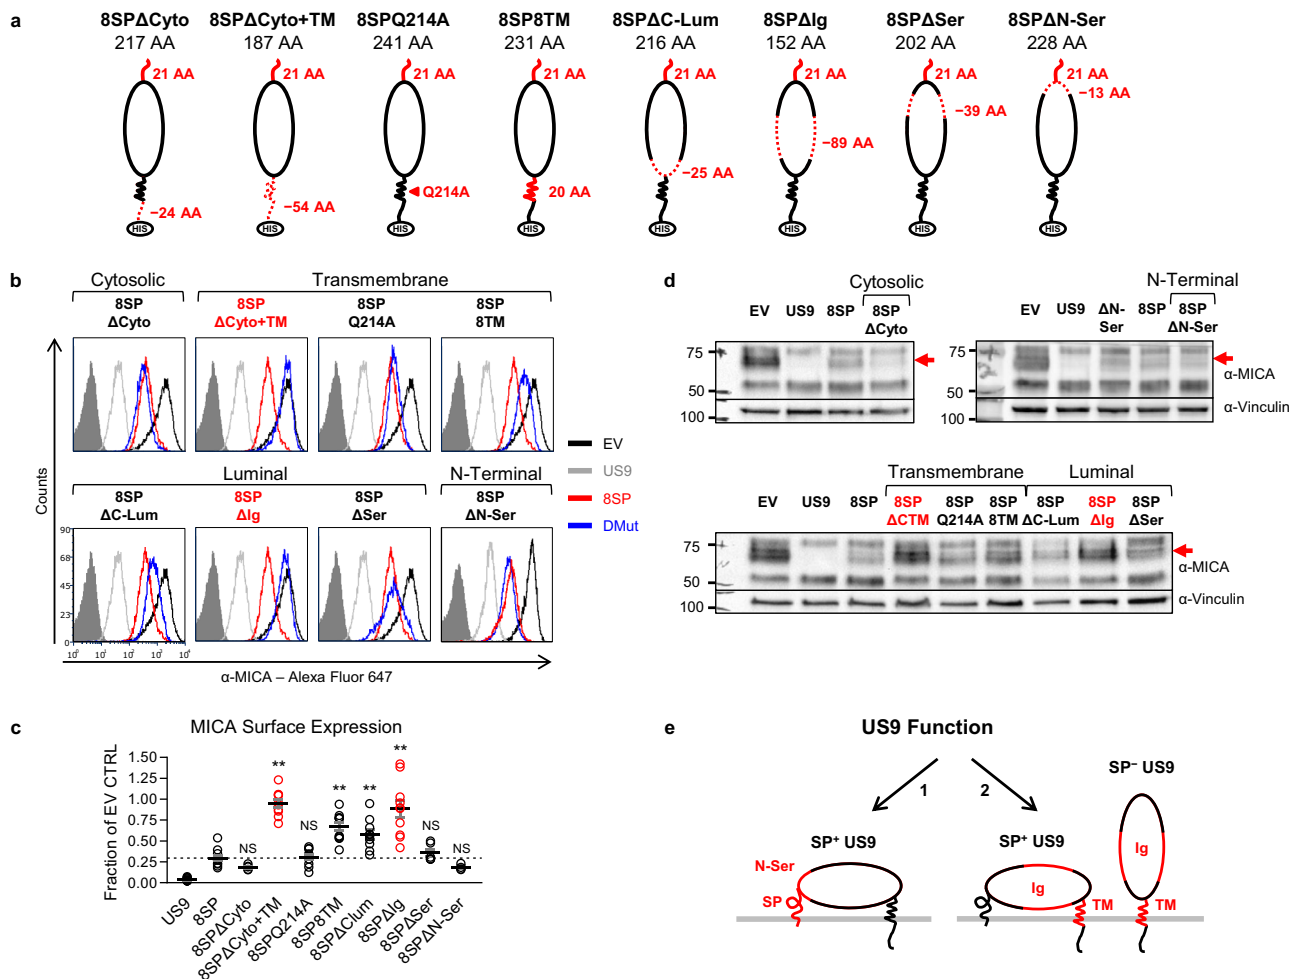 a
8SPΔCyto 8SPΔCyto+TM 8SPQ214A 8SP8TM 8SPΔC-Lum 8SPΔIg 8SPΔSer 8SPΔN-Ser
217 AA 187 AA 241 AA 231 AA 216 AA 152 AA 202 AA 228 AA
21 AA 21 AA 21 AA 21 AA 21 AA 21 AA 21 AA 21 AA
−13 AA
−39 AA
−89 AA
−25 AA
Q214A 20 AA
−24 AA −54 AA
HIS HIS HIS HIS HIS HIS HIS HIS
b
Cytosolic Transmembrane
8SP 8SP 8SP 8SP
ΔCyto ΔCyto+TM Q214A 8TM
Luminal N-Terminal
8SP 8SP 8SP 8SP
ΔC-Lum ΔIg ΔSer ΔN-Ser
Counts
90
68
45
23
0
10⁰ 10¹ 10² 10³ 10⁴
α-MICA – Alexa Fluor 647
EV
US9
8SP
DMut
c
MICA Surface Expression
Fraction of EV CTRL
1.50
1.25
1.00
0.75
0.50
0.25
0.00
NS ** NS ** ** ** NS NS
US9
8SP
8SPΔCyto
8SPΔCyto+TM
8SPQ214A
8SP8TM
8SPΔClum
8SPΔIg
8SPΔSer
8SPΔN-Ser
d
Cytosolic
EV US9 8SP 8SP
ΔCyto
75
50
100
N-Terminal
EV US9 ΔN-Ser 8SP 8SP
ΔN-Ser
75
50
100
α-MICA
α-Vinculin
Transmembrane Luminal
EV US9 8SP 8SP 8SP 8SP 8SP 8SP 8SP
ΔCTM Q214A 8TM ΔC-Lum ΔIg ΔSer
75
50
100
α-MICA
α-Vinculin
e
US9 Function
1 2
SP⁻ US9
SP⁺ US9 SP⁺ US9
N-Ser
SP
Ig
Ig
TM TM